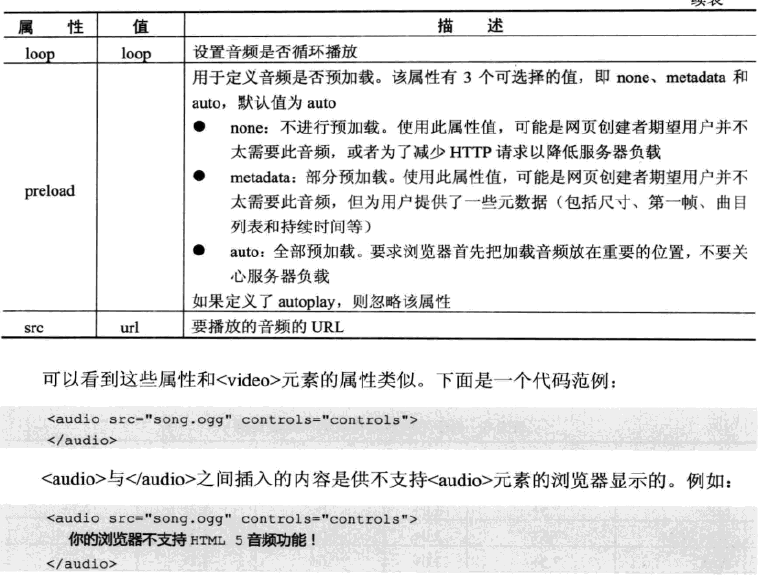 续表
属 性 值 描 述
loop loop 设置音频是否循环播放
用于定义音频是否预加载。该属性有 3 个可选择的值，即 none、metadata 和
auto，默认值为 auto
● none：不进行预加载。使用此属性值，可能是网页创建者期望用户并不
太需要此音频，或者为了减少 HTTP 请求以降低服务器负载
● metadata：部分预加载。使用此属性值，可能是网页创建者期望用户并不
preload 太需要此音频，但为用户提供了一些元数据（包括尺寸、第一帧、曲目
列表和持续时间等）
● auto：全部预加载。要求浏览器首先把加载音频放在重要的位置，不要关
心服务器负载
如果定义了 autoplay，则忽略该属性
src url 要播放的音频的 URL
可以看到这些属性和<video>元素的属性类似。下面是一个代码范例：
<audio src="song.ogg" controls="controls">
</audio>
<audio>与</audio>之间插入的内容是供不支持<audio>元素的浏览器显示的。例如：
<audio src="song.ogg" controls="controls">
你的浏览器不支持 HTML 5 音频功能！
</audio>